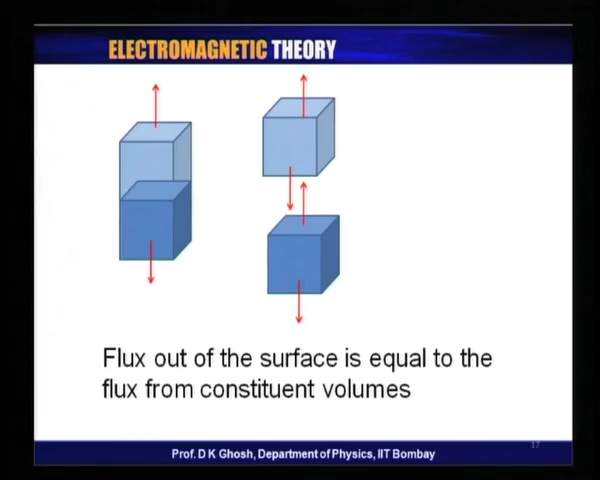 ELECTROMAGNETIC THEORY
Flux out of the surface is equal to the
flux from constituent volumes
17
Prof. D K Ghosh, Department of Physics, IIT Bombay